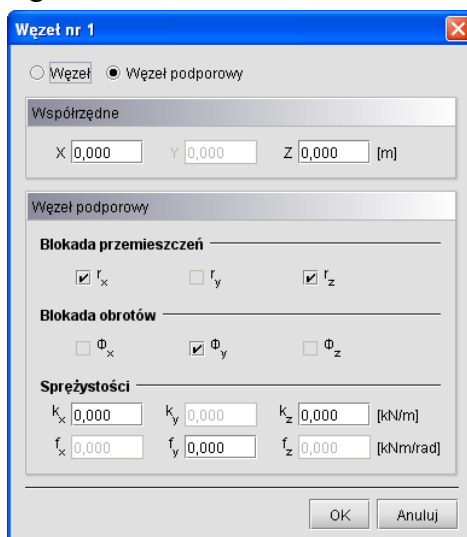 Węzeł nr 1
Węzeł Węzeł podporowy
Współrzędne
X 0,000 Y 0,000 Z 0,000 [m]
Węzeł podporowy
Blokada przemieszczeń
rx ry rz
Blokada obrotów
Φx Φy Φz
Sprężystości
kx 0,000 ky 0,000 kz 0,000 [kN/m]
fx 0,000 fy 0,000 fz 0,000 [kNm/rad]
OK Anuluj